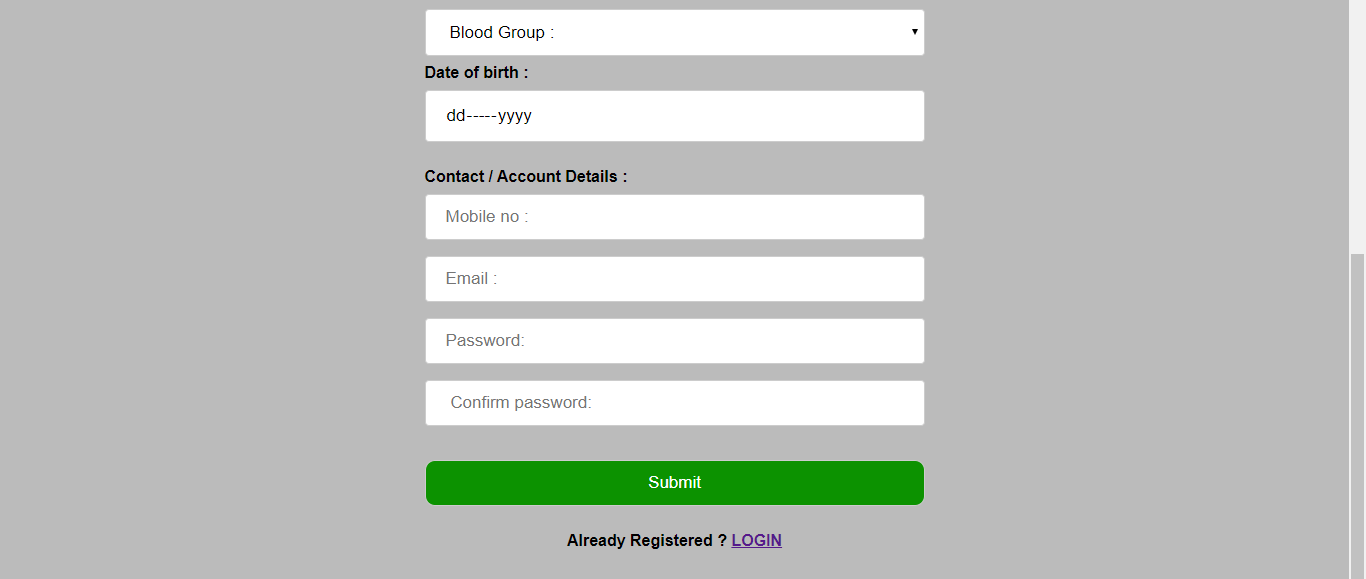 Blood Group :
Date of birth :
dd-----yyyy
Contact / Account Details :
Mobile no :
Email :
Password:
Confirm password:
Submit
Already Registered ? LOGIN